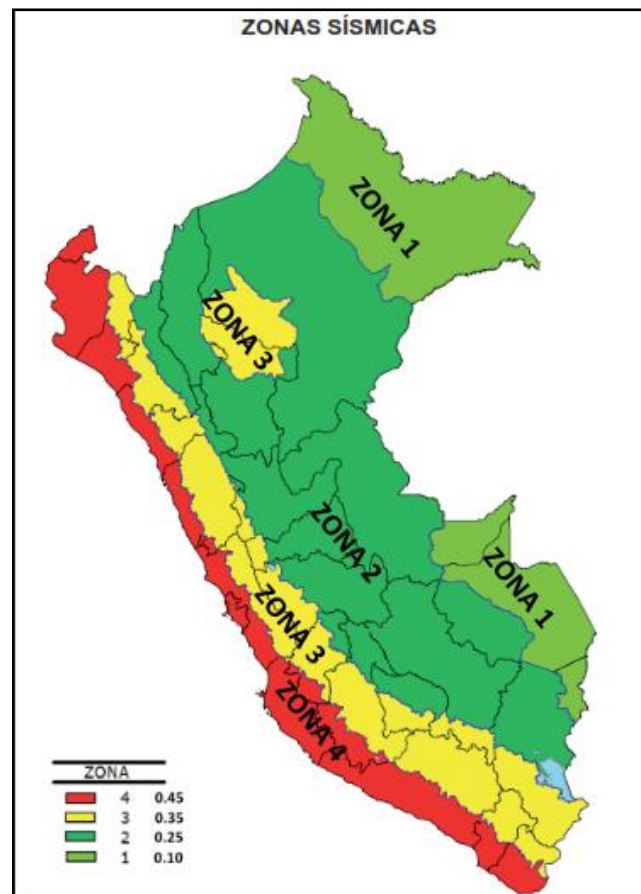 ZONAS SÍSMICAS
ZONA 1
ZONA 3
ZONA 2
ZONA 1
ZONA 3
ZONA 4
ZONA
4 0.45
3 0.35
2 0.25
1 0.10